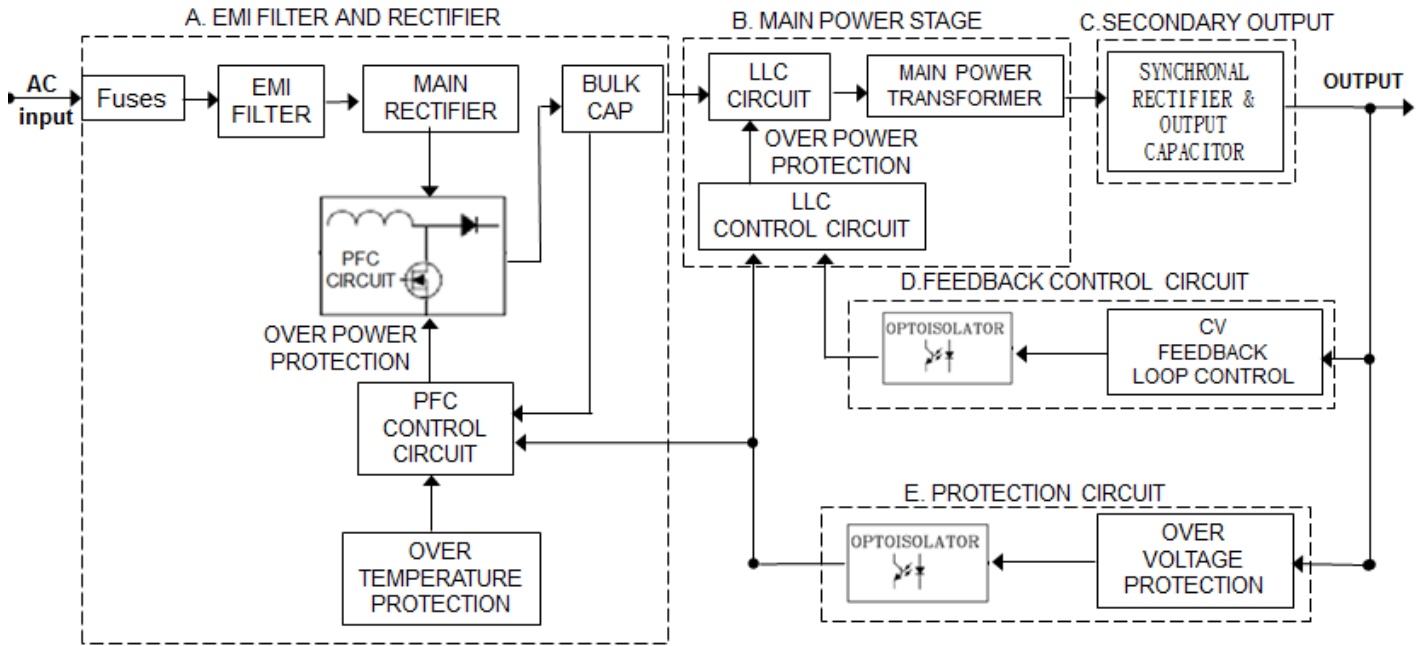 A. EMI FILTER AND RECTIFIER
B. MAIN POWER STAGE
C.SECONDARY OUTPUT
AC
input
Fuses
EMI
FILTER
MAIN
RECTIFIER
BULK
CAP
LLC
CIRCUIT
MAIN POWER
TRANSFORMER
SYNCHRONAL
RECTIFIER &
OUTPUT
CAPACITOR
OUTPUT
OVER POWER
PROTECTION
LLC
CONTROL CIRCUIT
PFC
CIRCUIT
OVER POWER
PROTECTION
D.FEEDBACK CONTROL CIRCUIT
OPTOISOLATOR
CV
FEEDBACK
LOOP CONTROL
PFC
CONTROL
CIRCUIT
E. PROTECTION CIRCUIT
OPTOISOLATOR
OVER
VOLTAGE
PROTECTION
OVER
TEMPERATURE
PROTECTION